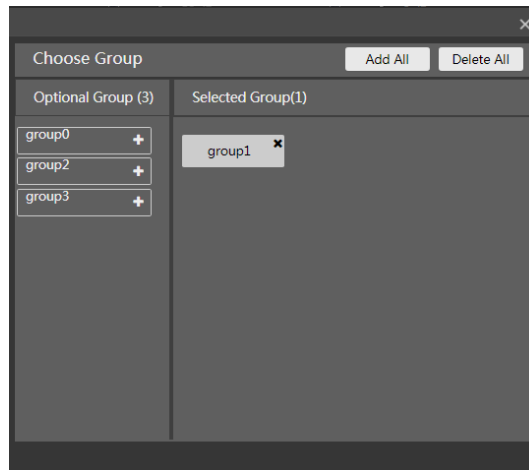 Choose Group
Add All
Delete All
Optional Group (3)
Selected Group(1)
group0
group2
group3
group1